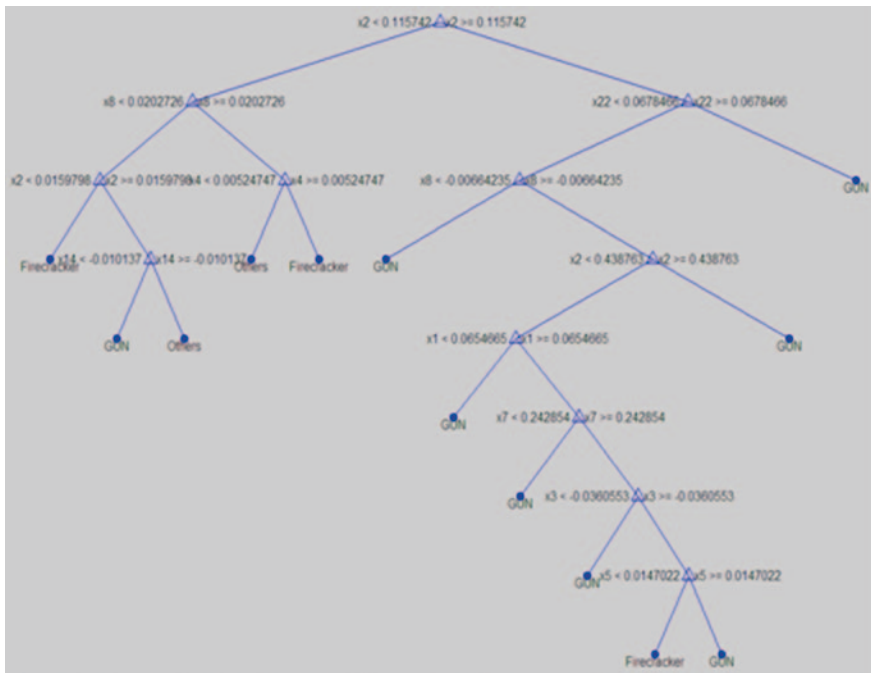 x2 < 0.115742 x2 >= 0.115742
x8 < 0.0202726 x8 >= 0.0202726 x22 < 0.0678466 x22 >= 0.0678466
x2 < 0.0159798 x2 >= 0.0159798 x4 < 0.00524747 x4 >= 0.00524747 x8 < -0.00664235 x8 >= -0.00664235 GUN
Firecracker x14 < -0.010137 x14 >= -0.010137 Others Firecracker GUN x2 < 0.438763 x2 >= 0.438763
GUN Others x1 < 0.0654665 x1 >= 0.0654665 GUN
GUN x7 < 0.242854 x7 >= 0.242854
GUN x3 < -0.0360553 x3 >= -0.0360553
GUN x5 < 0.0147022 x5 >= 0.0147022
Firecracker GUN